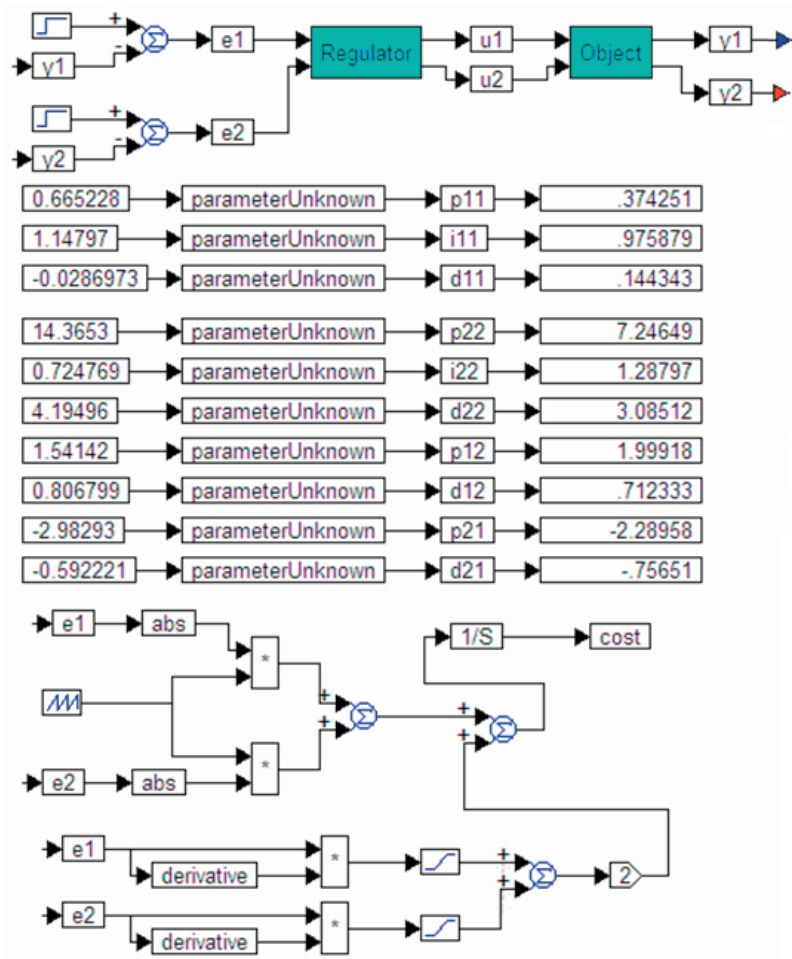 +
e1 Regulator u1 Object y1
y1 -
u2
y2
+
e2
y2 -
0.665228 parameterUnknown p11 .374251
1.14797 parameterUnknown i11 .975879
-0.0286973 parameterUnknown d11 .144343
14.3653 parameterUnknown p22 7.24649
0.724769 parameterUnknown i22 1.28797
4.19496 parameterUnknown d22 3.08512
1.54142 parameterUnknown p12 1.99918
0.806799 parameterUnknown d12 .712333
-2.98293 parameterUnknown p21 -2.28958
-0.592221 parameterUnknown d21 -.75651
e1 abs
*
1/S cost
+
+
+
+
*
e2 abs
e1
*
derivative
+
+
2
e2
*
derivative